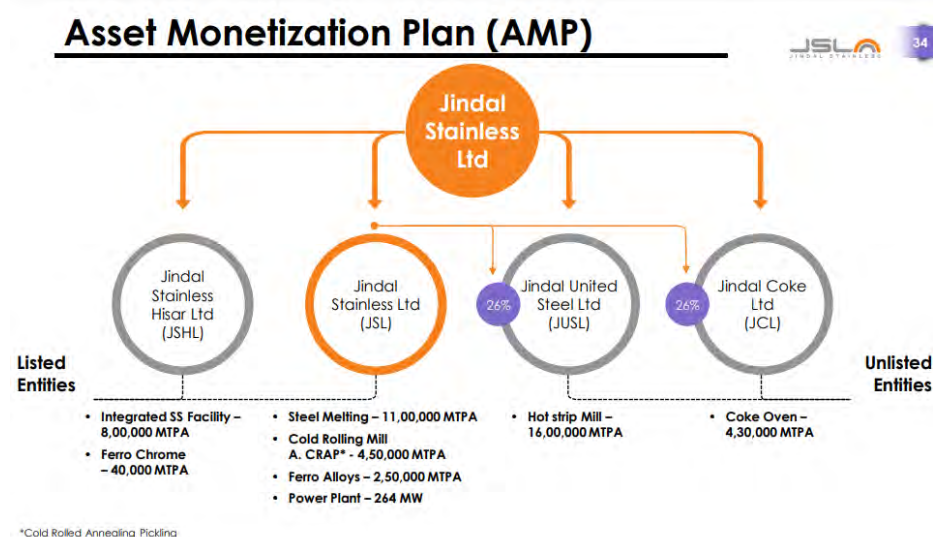 Asset Monetization Plan (AMP)
JSL
JINDAL STAINLESS
34
Jindal
Stainless
Ltd
Jindal
Stainless
Hisar Ltd
(JSHL)
Jindal
Stainless Ltd
(JSL)
26%
Jindal United
Steel Ltd
(JUSL)
26%
Jindal Coke
Ltd
(JCL)
Listed
Entities
Unlisted
Entities
• Integrated SS Facility –
8,00,000 MTPA
• Ferro Chrome
– 40,000 MTPA
• Steel Melting – 11,00,000 MTPA
• Cold Rolling Mill
A. CRAP* - 4,50,000 MTPA
• Ferro Alloys – 2,50,000 MTPA
• Power Plant – 264 MW
• Hot strip Mill –
16,00,000 MTPA
• Coke Oven –
4,30,000 MTPA
*Cold Rolled Annealing Pickling